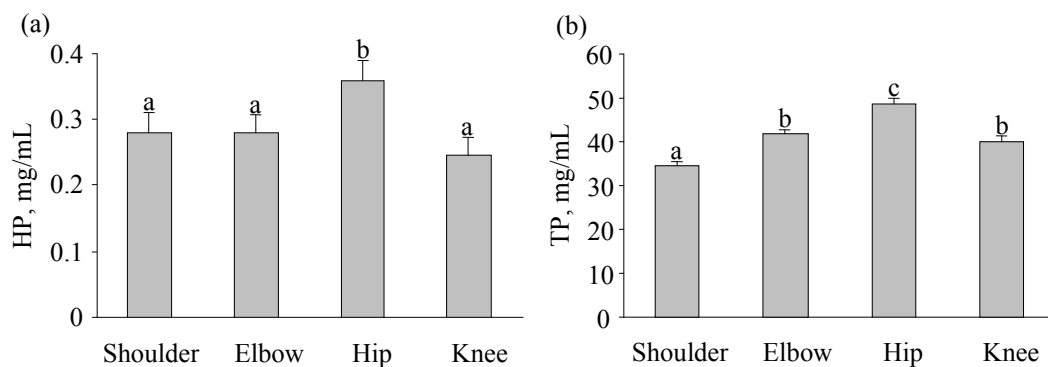 (a)
HP, mg/mL
0.4
0.3
0.2
0.1
0
a
a
b
a
Shoulder Elbow Hip Knee
(b)
TP, mg/mL
60
50
40
30
20
10
0
a
b
c
b
Shoulder Elbow Hip Knee